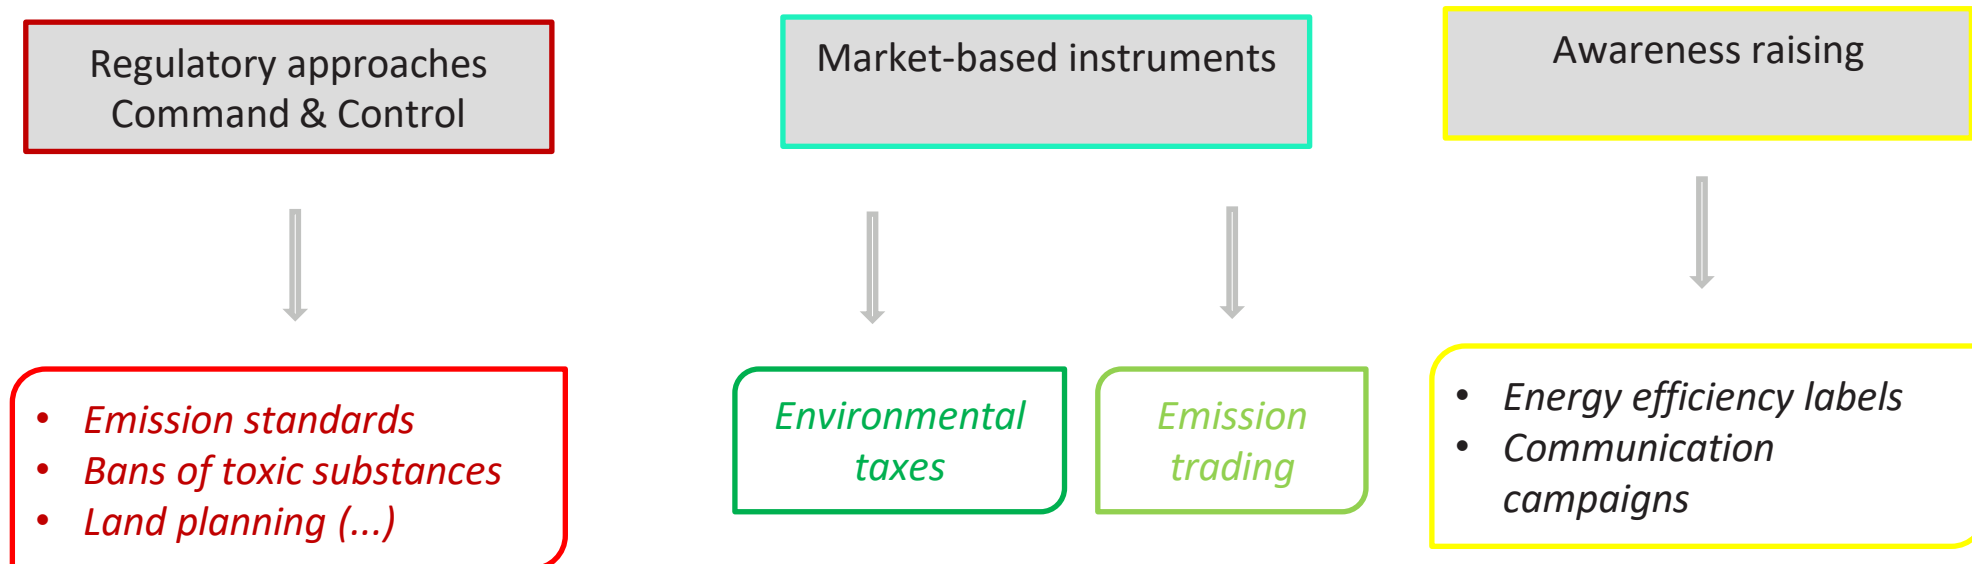 Regulatory approaches
Command & Control
Market-based instruments
Awareness raising
• Emission standards
• Bans of toxic substances
• Land planning (...)
Environmental
taxes
Emission
trading
• Energy efficiency labels
• Communication
campaigns